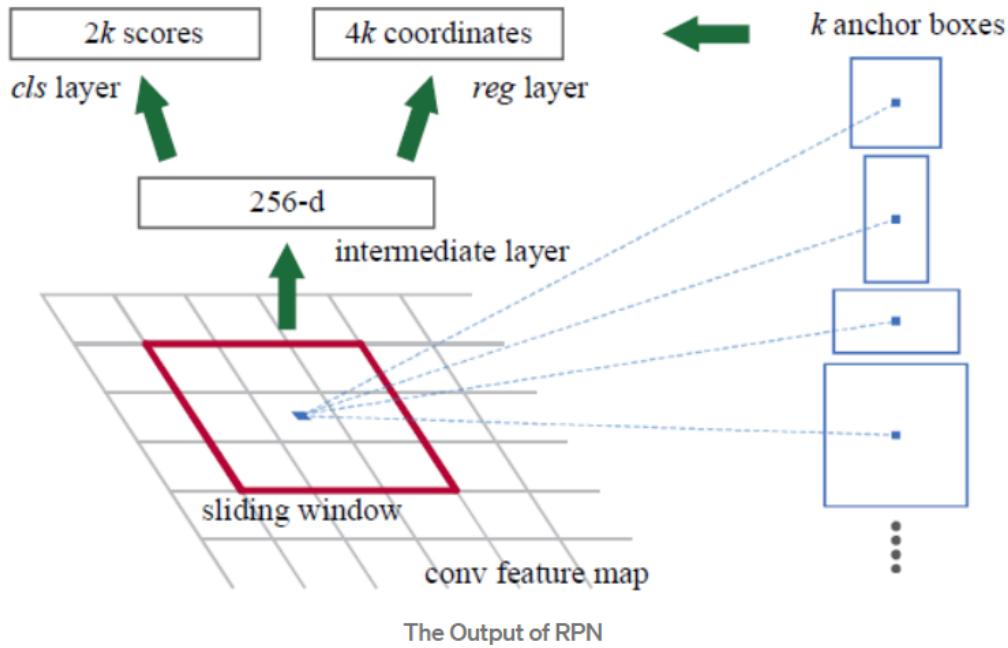 2k scores
4k coordinates
k anchor boxes
cls layer
reg layer
256-d
intermediate layer
sliding window
conv feature map
The Output of RPN